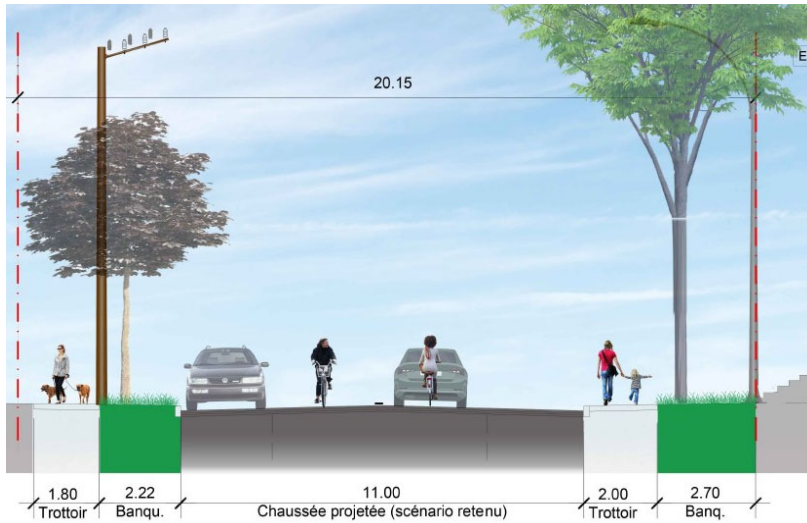 E
20.15
1.80 2.22 11.00 2.00 2.70
Trottoir Banqu. Chaussée projetée (scénario retenu) Trottoir Banq.